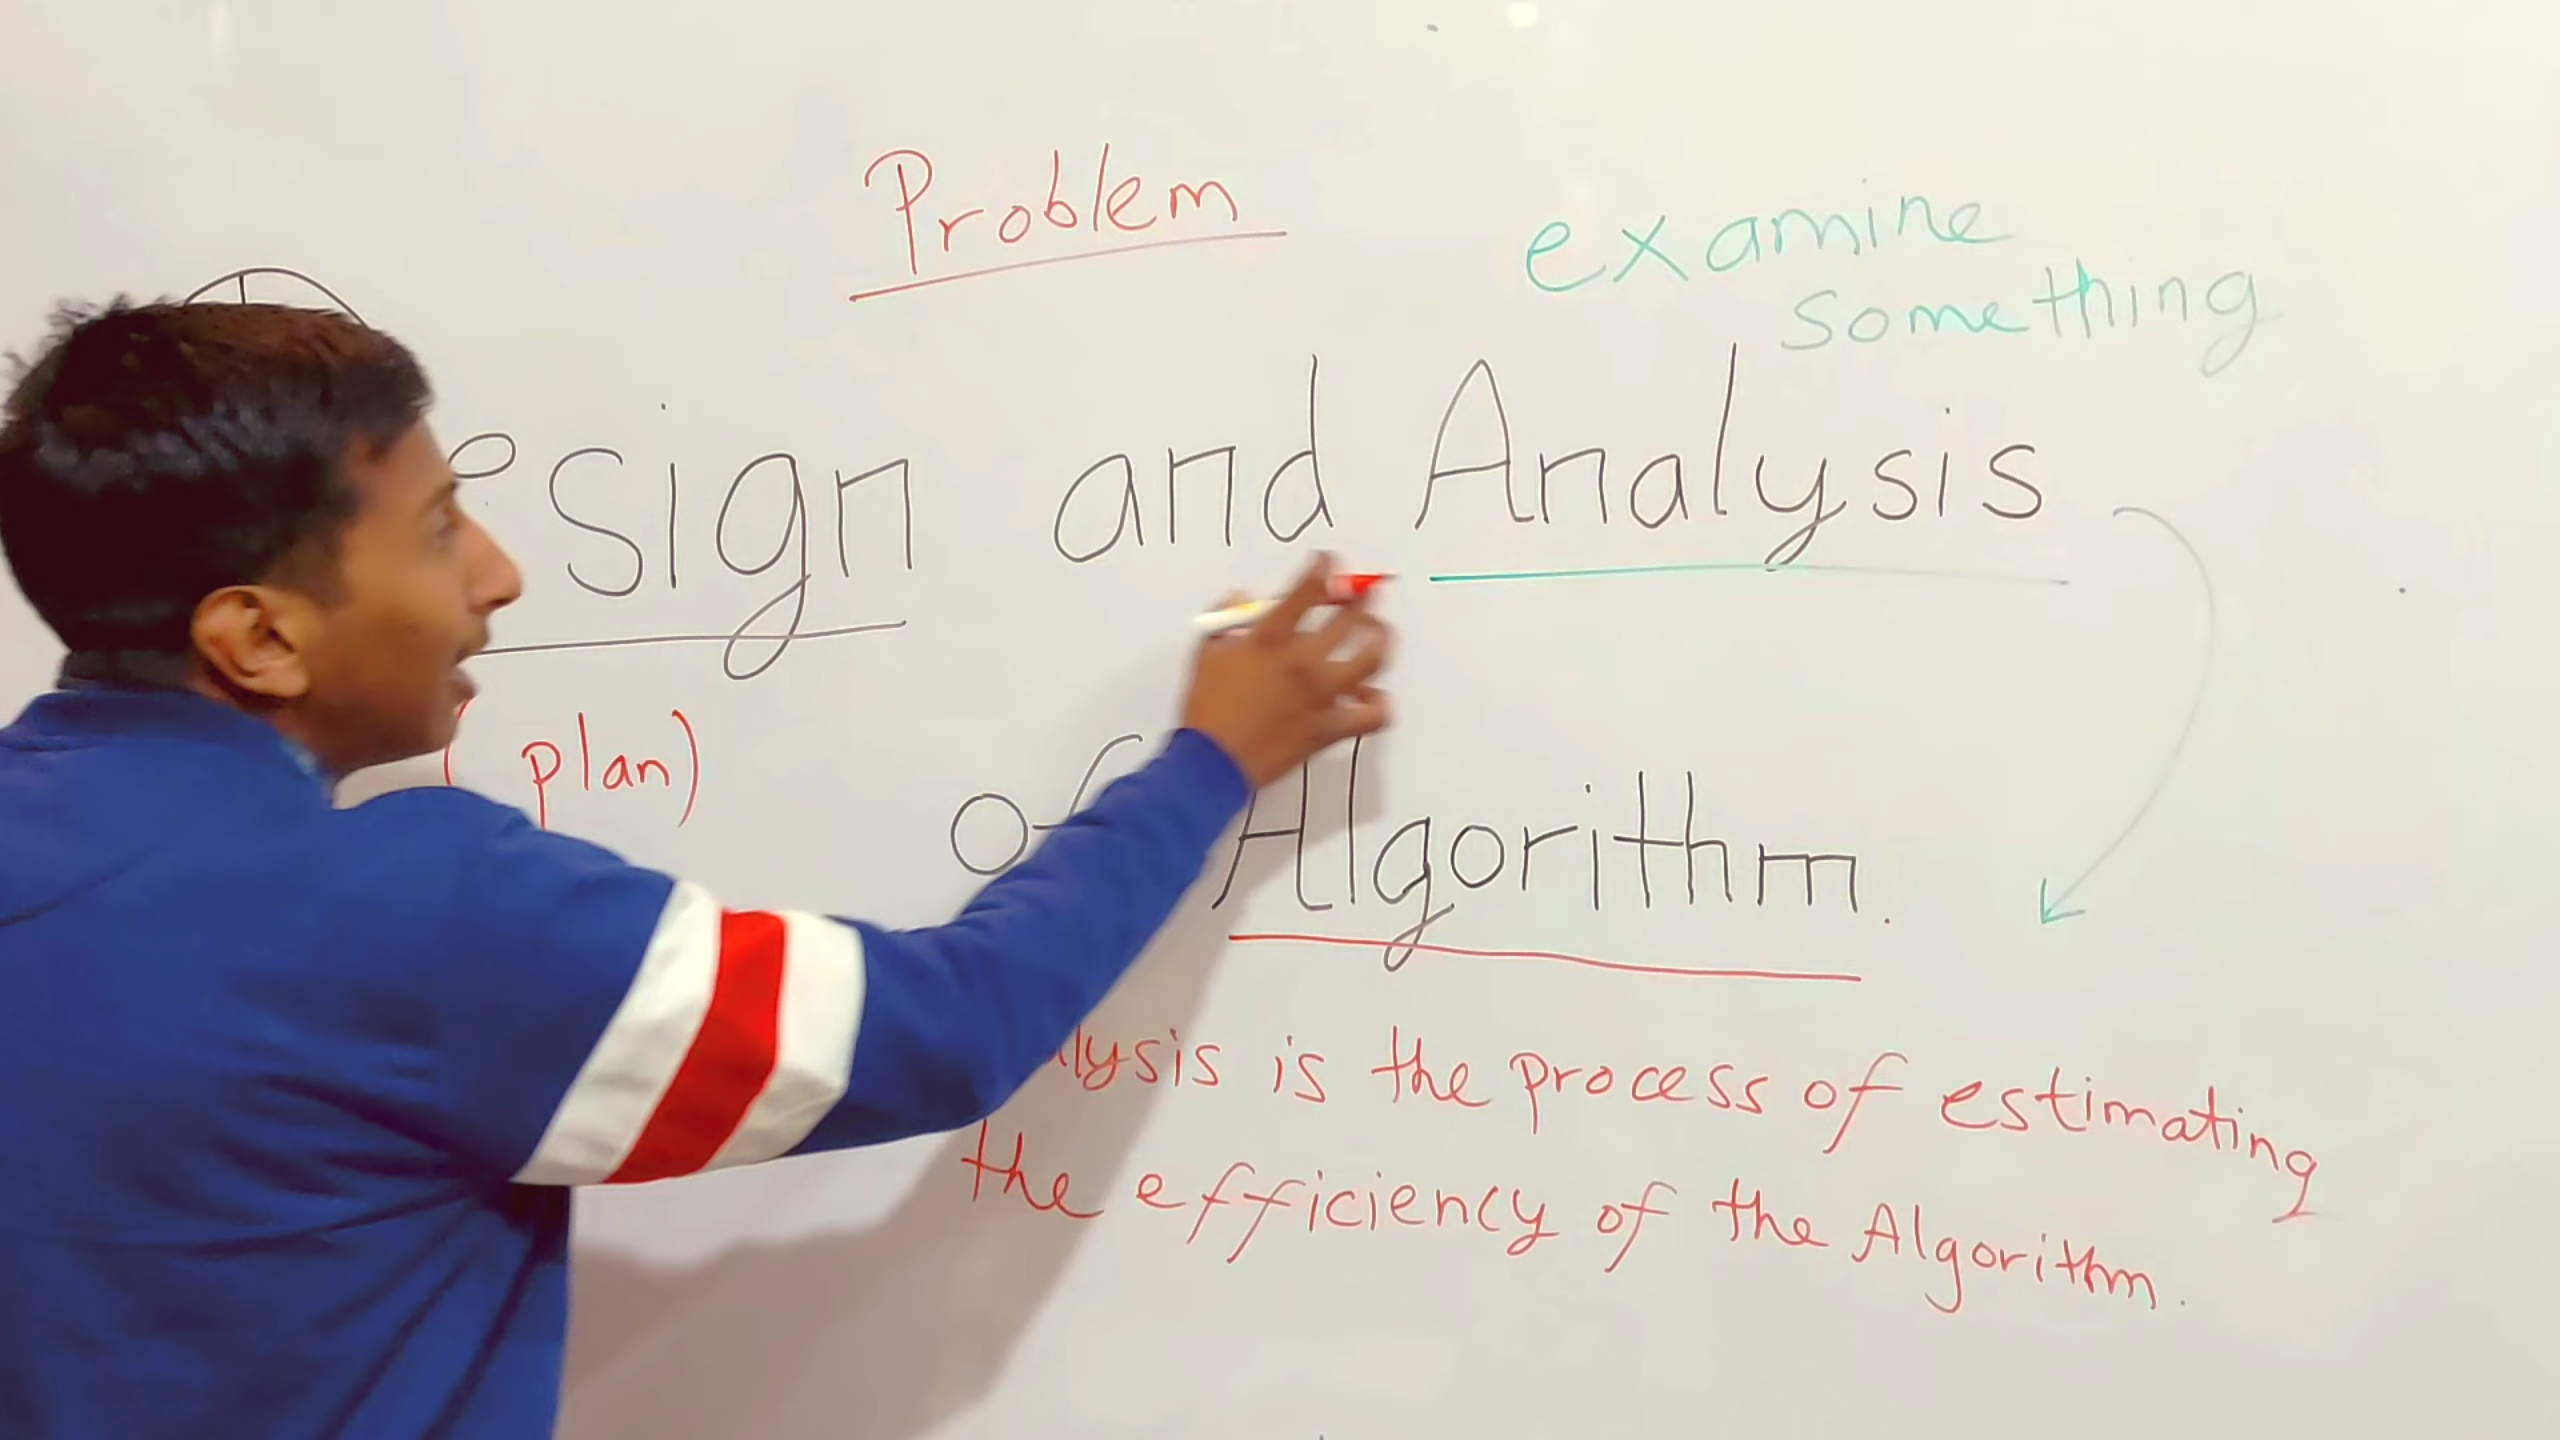 Problem
examine
something
esign and Analysis
(plan)
of Algorithm.
lysis is the process of estimating
the efficiency of the Algorithm.